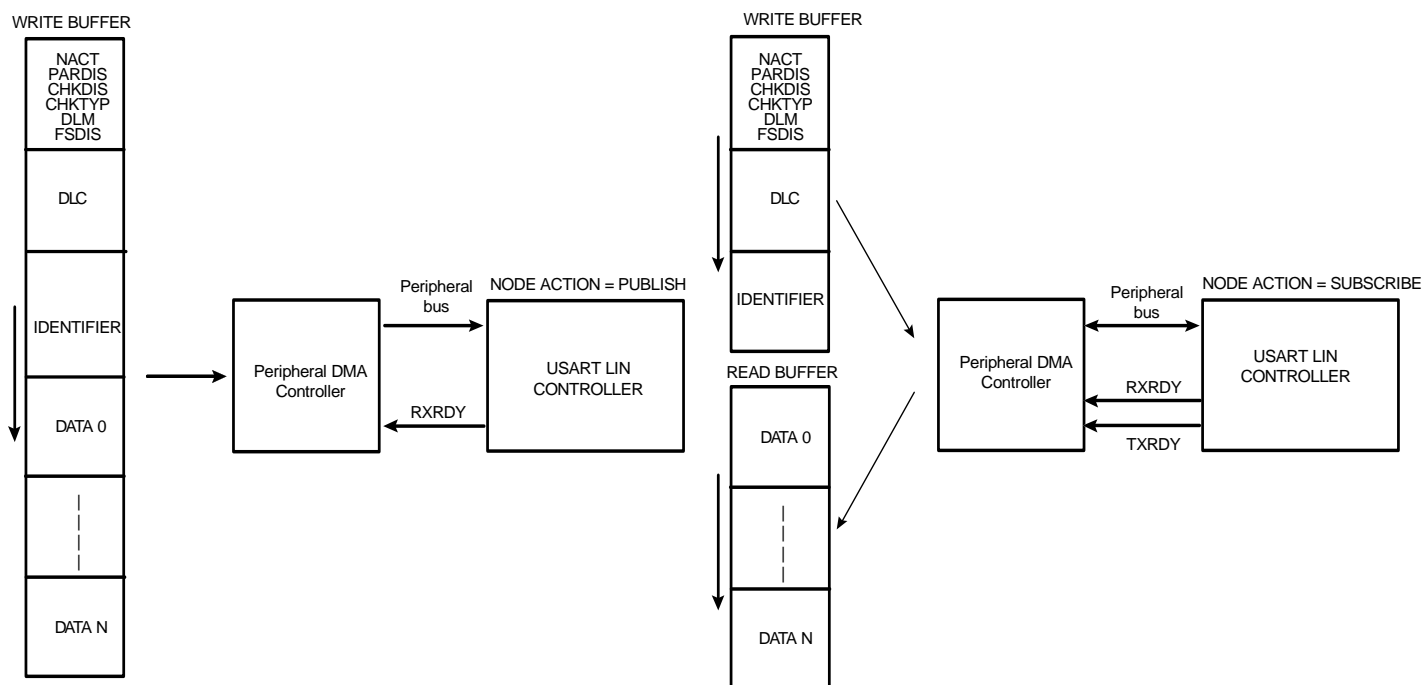 WRITE BUFFER
NACT
PARDIS
CHKDIS
CHKTYP
DLM
FSDIS
DLC
IDENTIFIER
DATA 0
DATA N
Peripheral DMA
Controller
Peripheral
bus
RXRDY
NODE ACTION = PUBLISH
USART LIN
CONTROLLER
WRITE BUFFER
NACT
PARDIS
CHKDIS
CHKTYP
DLM
FSDIS
DLC
IDENTIFIER
READ BUFFER
DATA 0
DATA N
Peripheral DMA
Controller
Peripheral
bus
RXRDY
TXRDY
NODE ACTION = SUBSCRIBE
USART LIN
CONTROLLER